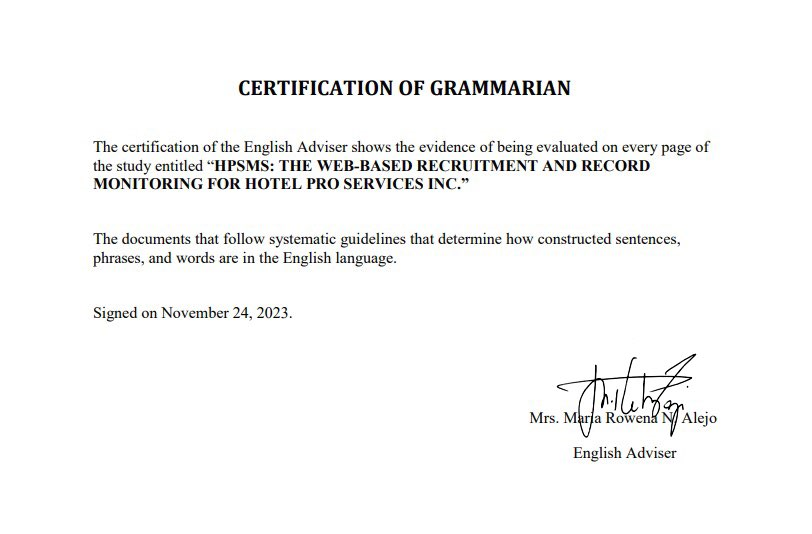 CERTIFICATION OF GRAMMARIAN
The certification of the English Adviser shows the evidence of being evaluated on every page of
the study entitled “HPSMS: THE WEB-BASED RECRUITMENT AND RECORD
MONITORING FOR HOTEL PRO SERVICES INC.”
The documents that follow systematic guidelines that determine how constructed sentences,
phrases, and words are in the English language.
Signed on November 24, 2023.
Mrs. Maria Rowena N. Alejo
English Adviser